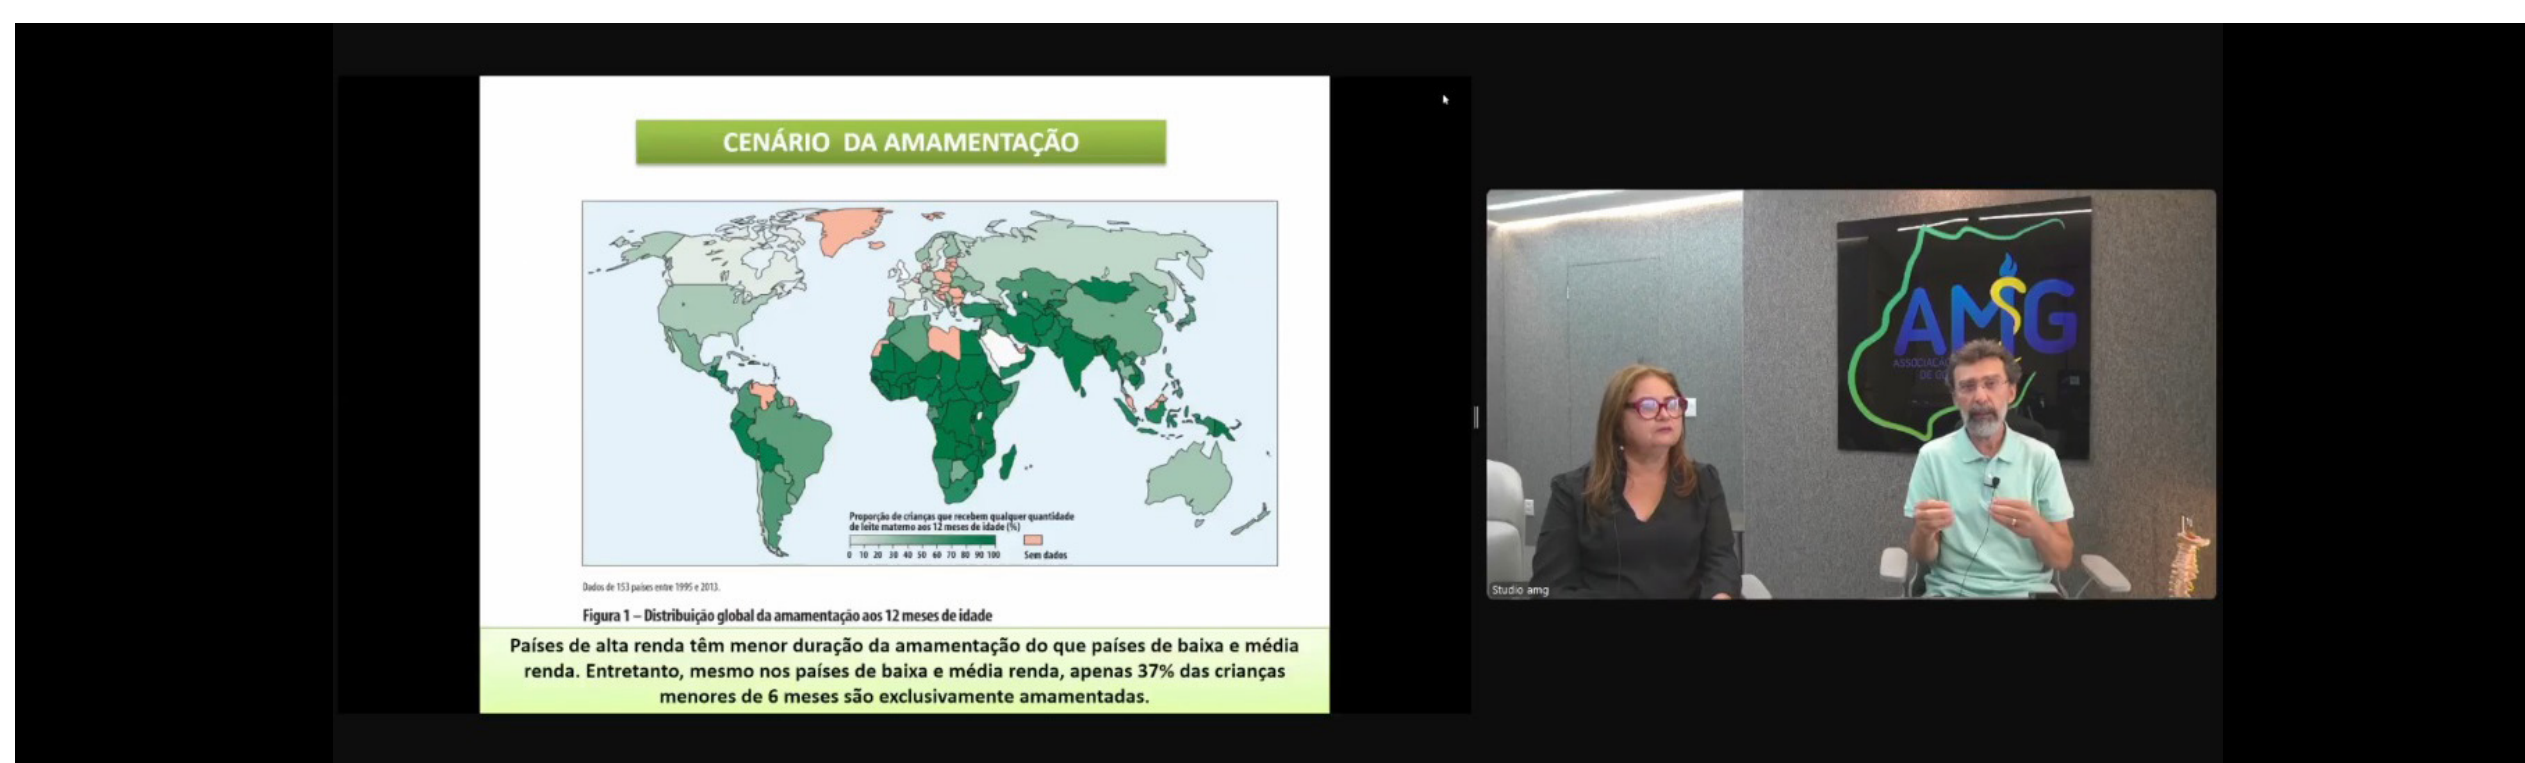 CENÁRIO DA AMAMENTAÇÃO
Proporção de crianças que recebem qualquer quantidade
de leite materno aos 12 meses de idade (%)
0 10 20 30 40 50 60 70 80 90 100
Sem dados
Dados de 153 países entre 1995 e 2013.
Figura 1 – Distribuição global da amamentação aos 12 meses de idade
Países de alta renda têm menor duração da amamentação do que países de baixa e média
renda. Entretanto, mesmo nos países de baixa e média renda, apenas 37% das crianças
menores de 6 meses são exclusivamente amamentadas.
AMG
DE
Studio amg